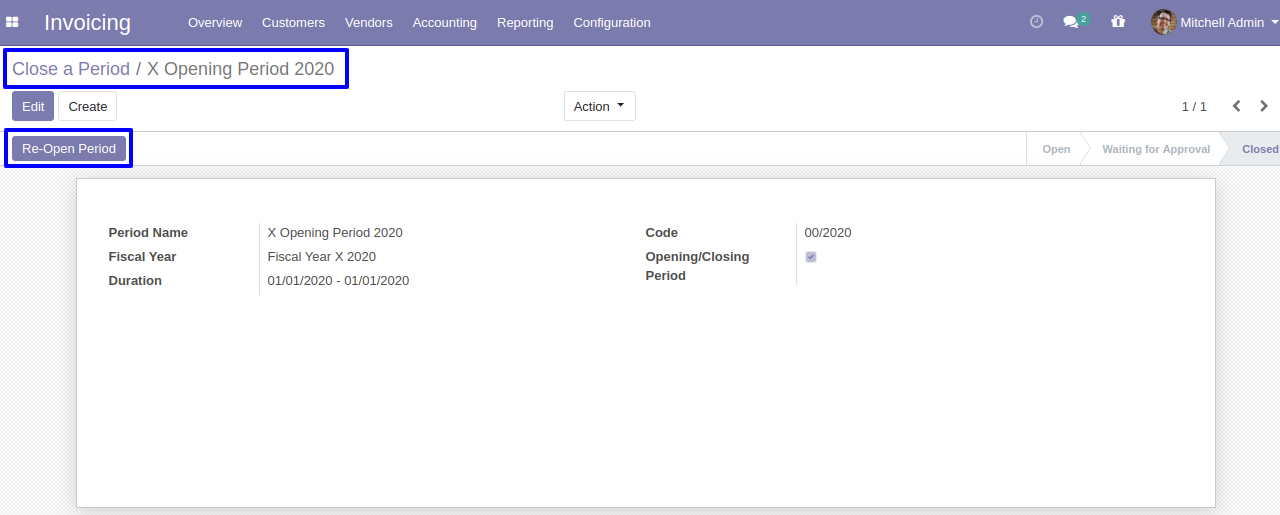 Invoicing Overview Customers Vendors Accounting Reporting Configuration 2 Mitchell Admin
Close a Period / X Opening Period 2020
Edit Create Action 1 / 1
Re-Open Period Open Waiting for Approval Closed
Period Name X Opening Period 2020 Code 00/2020
Fiscal Year Fiscal Year X 2020 Opening/Closing
Period
Duration 01/01/2020 - 01/01/2020